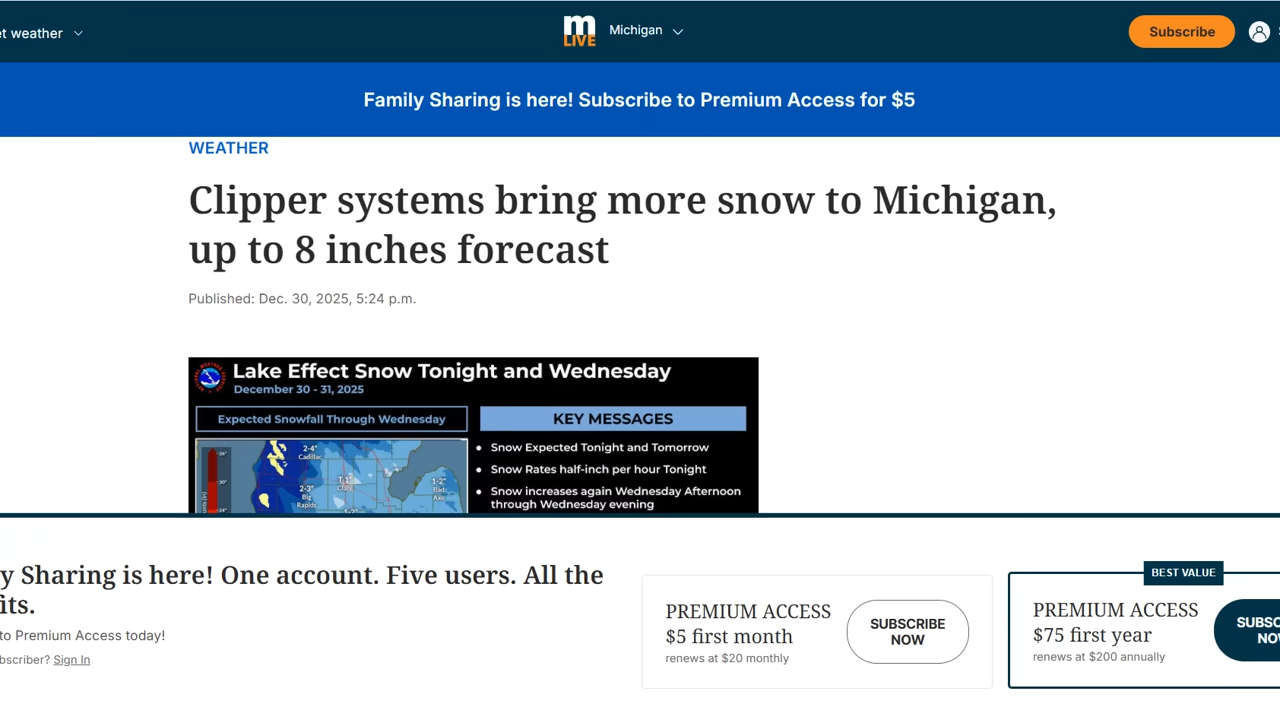 et weather
m
LIVE
Michigan
Subscribe
Family Sharing is here! Subscribe to Premium Access for $5
WEATHER
Clipper systems bring more snow to Michigan,
up to 8 inches forecast
Published: Dec. 30, 2025, 5:24 p.m.
Lake Effect Snow Tonight and Wednesday
December 30 - 31, 2025
Expected Snowfall Through Wednesday
KEY MESSAGES
2-4"
Cadillac
2-3"
Big
Rapids
1-2"
Bad
Axe
Snow Expected Tonight and Tomorrow
Snow Rates half-inch per hour Tonight
Snow increases again Wednesday Afternoon
through Wednesday evening
y Sharing is here! One account. Five users. All the
its.
to Premium Access today!
bscriber? Sign In
PREMIUM ACCESS
$5 first month
renews at $20 monthly
SUBSCRIBE
NOW
BEST VALUE
PREMIUM ACCESS
$75 first year
renews at $200 annually
SUBSC
NO